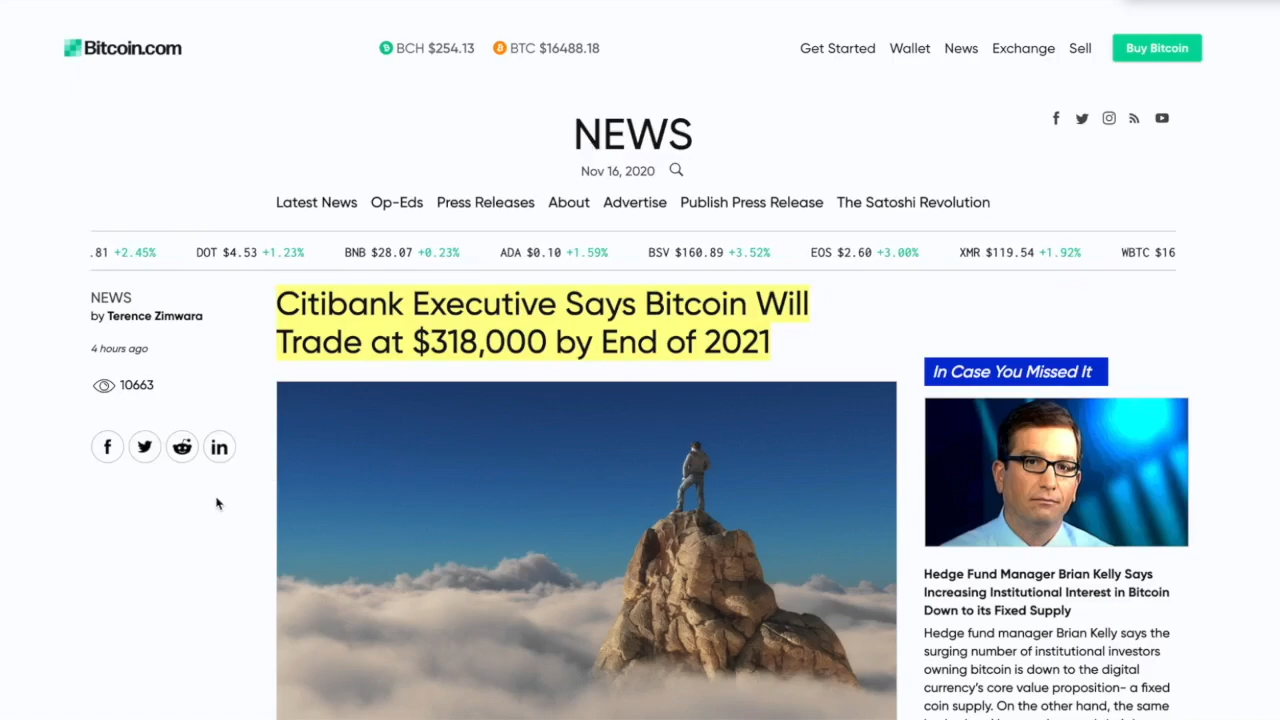 Bitcoin.com
BCH $254.13 BTC $16488.18
Get Started Wallet News Exchange Sell Buy Bitcoin
NEWS
Nov 16, 2020
Latest News Op-Eds Press Releases About Advertise Publish Press Release The Satoshi Revolution
.81 +2.45% DOT $4.53 +1.23% BNB $28.07 +0.23% ADA $0.10 +1.59% BSV $160.89 +3.52% EOS $2.60 +3.00% XMR $119.54 +1.92% WBTC $16
NEWS
by Terence Zimwara
4 hours ago
10663
Citibank Executive Says Bitcoin Will
Trade at $318,000 by End of 2021
In Case You Missed It
Hedge Fund Manager Brian Kelly Says
Increasing Institutional Interest in Bitcoin
Down to its Fixed Supply
Hedge fund manager Brian Kelly says the
surging number of institutional investors
owning bitcoin is down to the digital
currency's core value proposition- a fixed
coin supply. On the other hand, the same